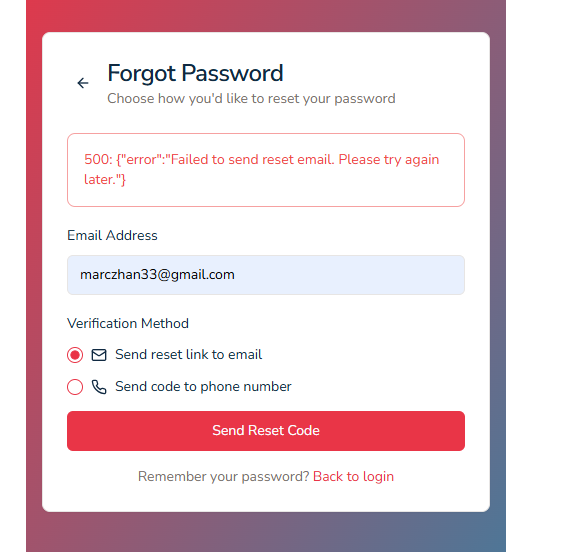 Forgot Password
Choose how you'd like to reset your password
500: {"error":"Failed to send reset email. Please try again
later."}
Email Address
marczhan33@gmail.com
Verification Method
Send reset link to email
Send code to phone number
Send Reset Code
Remember your password? Back to login